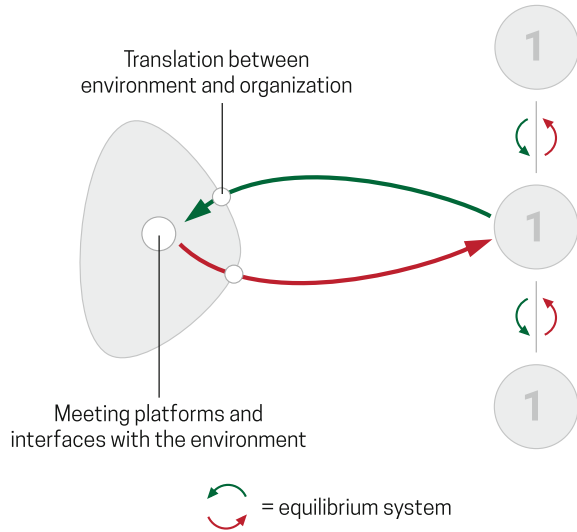 Translation between
environment and organization
1
1
1
Meeting platforms and
interfaces with the environment
= equilibrium system